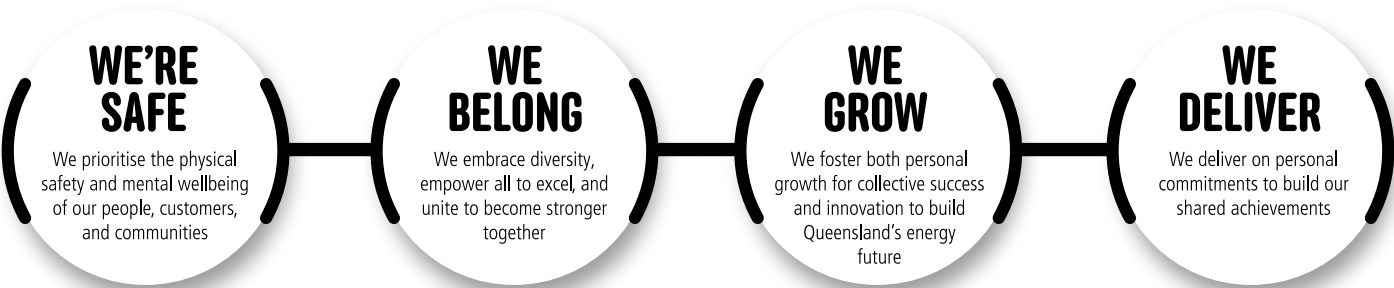 WE'RE
SAFE
We prioritise the physical
safety and mental wellbeing
of our people, customers,
and communities
WE
BELONG
We embrace diversity,
empower all to excel, and
unite to become stronger
together
WE
GROW
We foster both personal
growth for collective success
and innovation to build
Queensland's energy
future
WE
DELIVER
We deliver on personal
commitments to build our
shared achievements